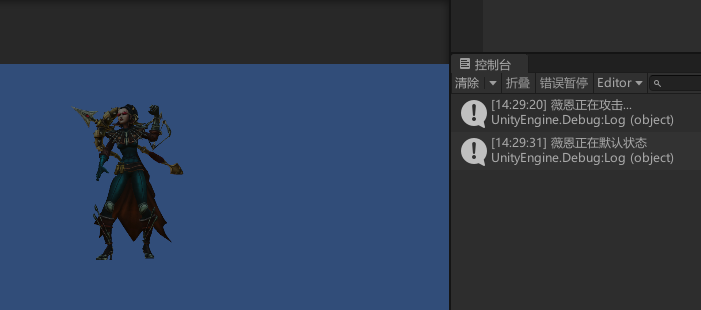 控制台
清除 折叠 错误暂停 Editor
[14:29:20] 薇恩正在攻击...
UnityEngine.Debug:Log (object)
[14:29:31] 薇恩正在默认状态
UnityEngine.Debug:Log (object)